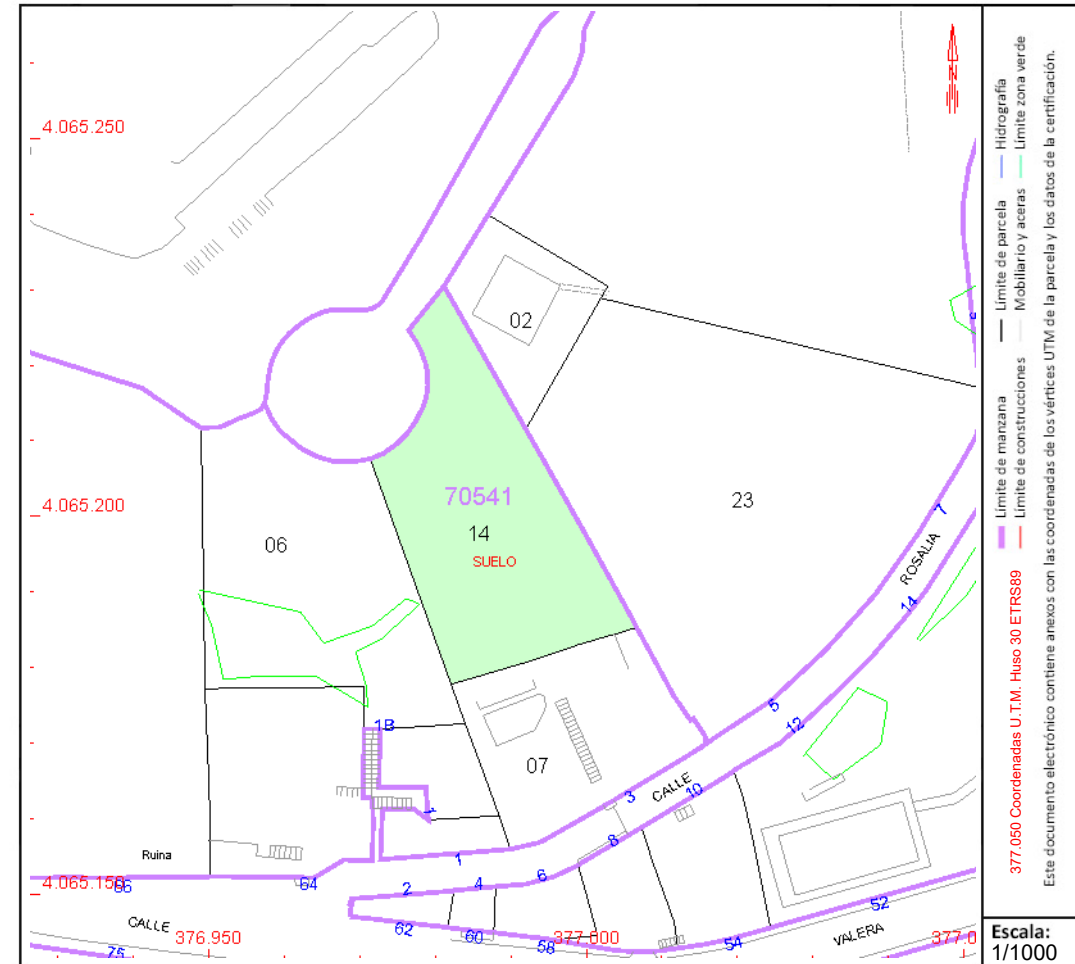 4.065.250
02
4.065.200
70541
14
SUELO
23
06
7
ROSALIA
14
5
12
1B
07
3
CALLE
10
8
1
6
4
2
Ruina
4.065.150
66
64
CALLE
62
60
58
54
52
VALERA
75
376.950
377.000
377.0
Límite de manzana
Límite de parcela
Hidrografía
377.050 Coordenadas U.T.M. Huso 30 ETRS89
Límite de construcciones
Mobiliario y aceras
Límite zona verde
Este documento electrónico contiene anexos con las coordenadas de los vértices UTM de la parcela y los datos de la certificación.
Escala:
1/1000